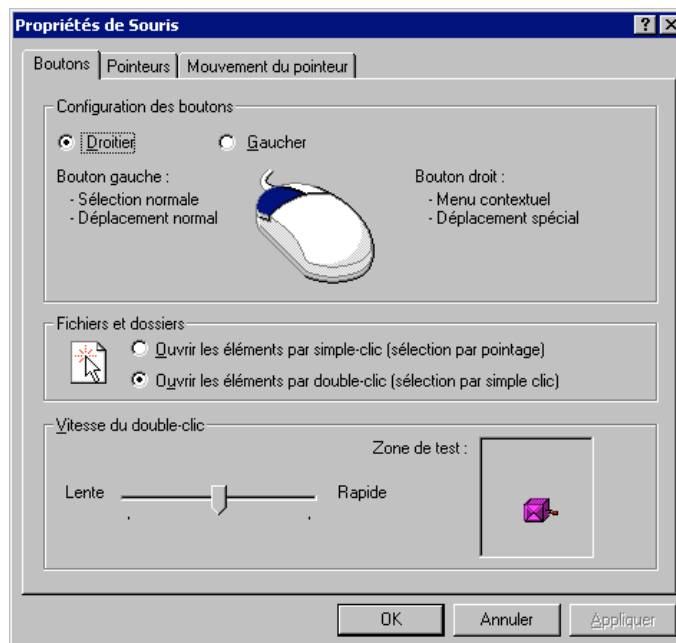 Propriétés de Souris
Boutons
Pointeurs
Mouvement du pointeur
Configuration des boutons
Droitier
Gaucher
Bouton gauche :
- Sélection normale
- Déplacement normal
Bouton droit :
- Menu contextuel
- Déplacement spécial
Fichiers et dossiers
Ouvrir les éléments par simple-clic (sélection par pointage)
Ouvrir les éléments par double-clic (sélection par simple clic)
Vitesse du double-clic
Zone de test :
Lente
Rapide
OK
Annuler
Appliquer